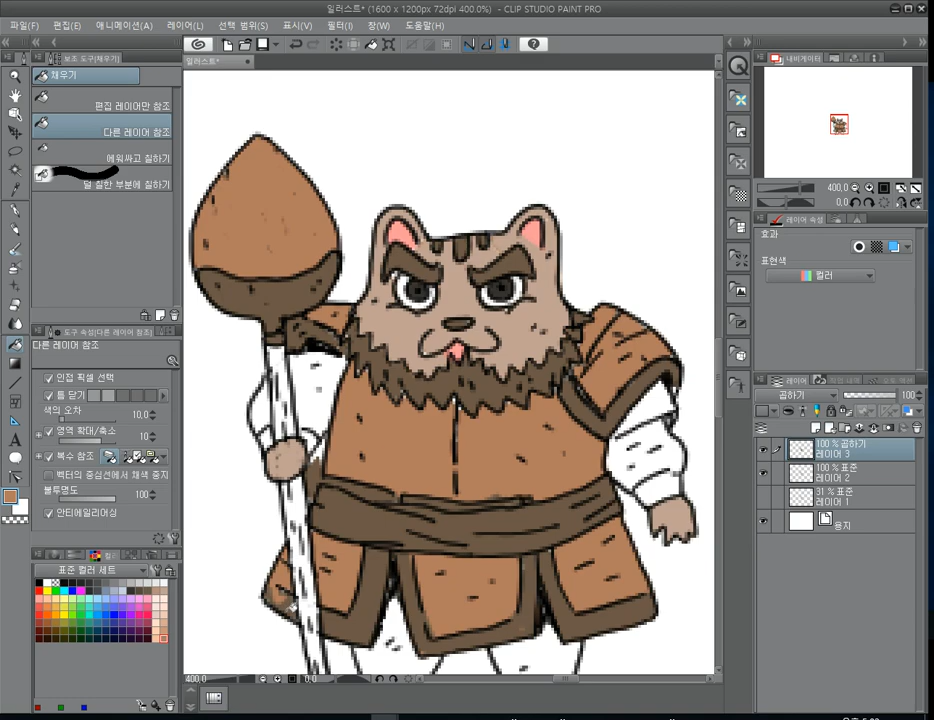 일러스트* (1600 x 1200px 72dpi 400.0%) - CLIP STUDIO PAINT PRO
파일(F) 편집(E) 애니메이션(A) 레이어(L) 선택 범위(S) 표시(V) 필터(I) 창(W) 도움말(H)
보조 도구[채우기]
채우기
편집 레이어만 참조
다른 레이어 참조
에워싸고 칠하기
덜 칠한 부분에 칠하기
일러스트*
도구 속성[다른 레이어 참조]
다른 레이어 참조
인접 픽셀 선택
틈 닫기
색의 오차 10.0
영역 확대/축소 10
복수 참조
벡터의 중심선에서 채색 중지
불투명도 100
안티에일리어싱
표준 컬러 세트
400.0 0.0
내비게이터
400.0
0.0
레이어 속성
효과
표현색
컬러
레이어
곱하기 100
100 % 곱하기
레이어 3
100 % 표준
레이어 2
31 % 표준
레이어 1
용지